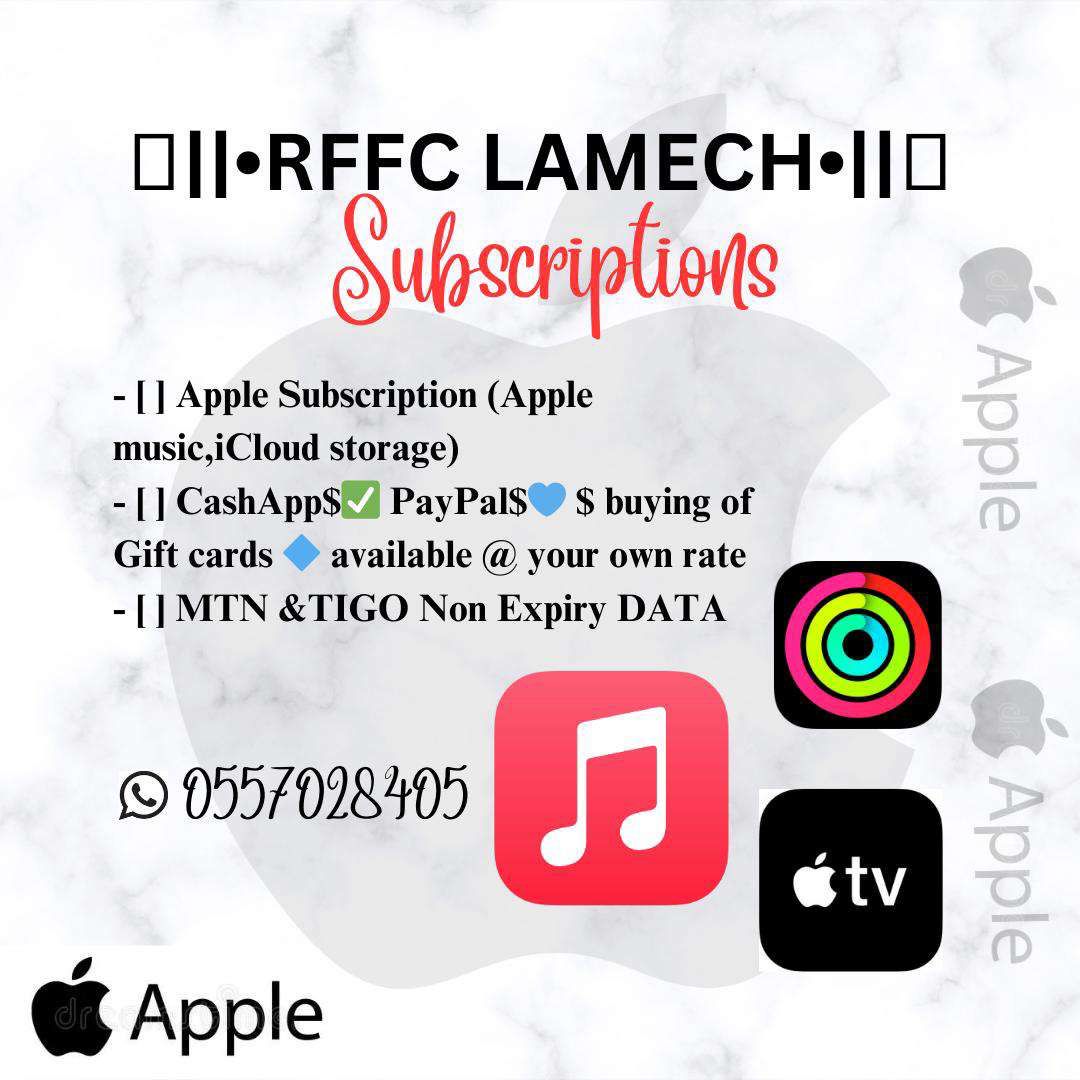 ▯||•RFFC LAMECH•||▯
Subscriptions
- [ ] Apple Subscription (Apple
music,iCloud storage)
- [ ] CashApp$✅ PayPal$💙 $ buying of
Gift cards 🔷 available @ your own rate
- [ ] MTN &TIGO Non Expiry DATA
0557028405
tv
Apple
Apple
Apple